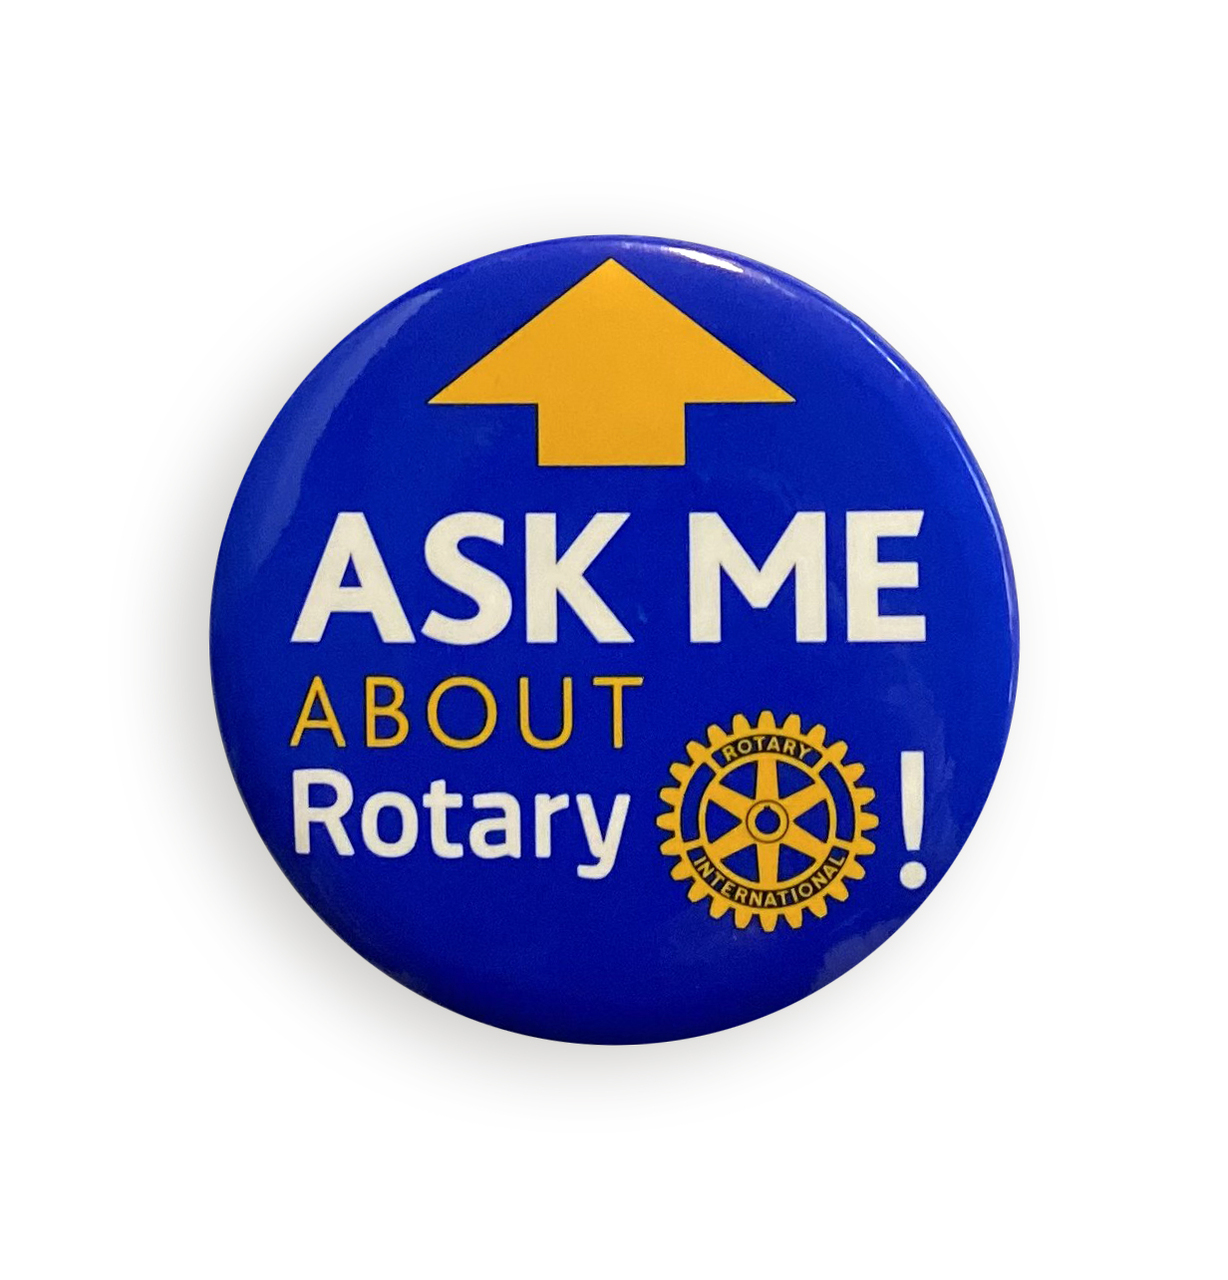 ASK ME
ABOUT
Rotary !
ROTARY
INTERNATIONAL